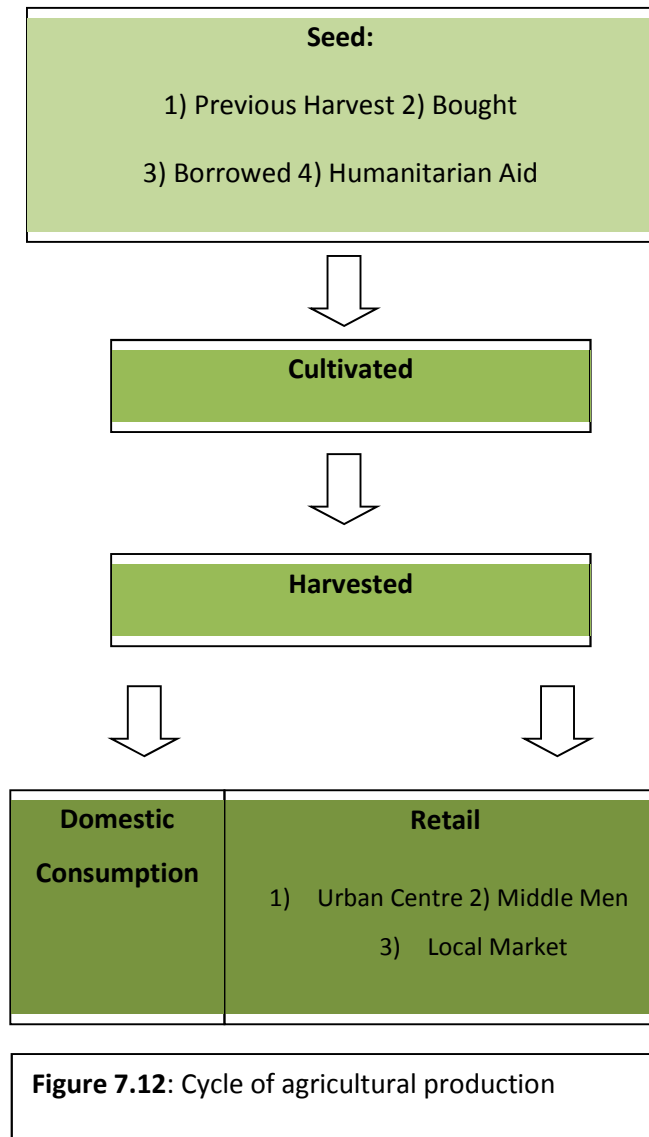 Seed:
1) Previous Harvest 2) Bought
3) Borrowed 4) Humanitarian Aid
Cultivated
Harvested
Domestic
Consumption
Retail
1) Urban Centre 2) Middle Men
3) Local Market
Figure 7.12: Cycle of agricultural production